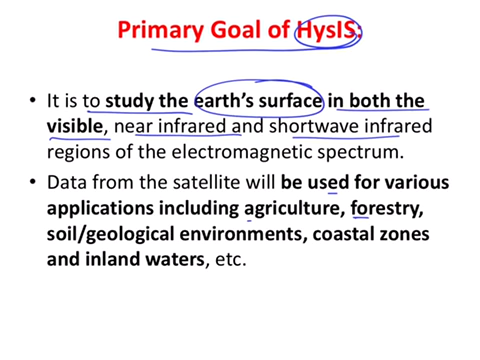 Primary Goal of HysIS:
• It is to study the earth's surface in both the
visible, near infrared and shortwave infrared
regions of the electromagnetic spectrum.
• Data from the satellite will be used for various
applications including agriculture, forestry,
soil/geological environments, coastal zones
and inland waters, etc.